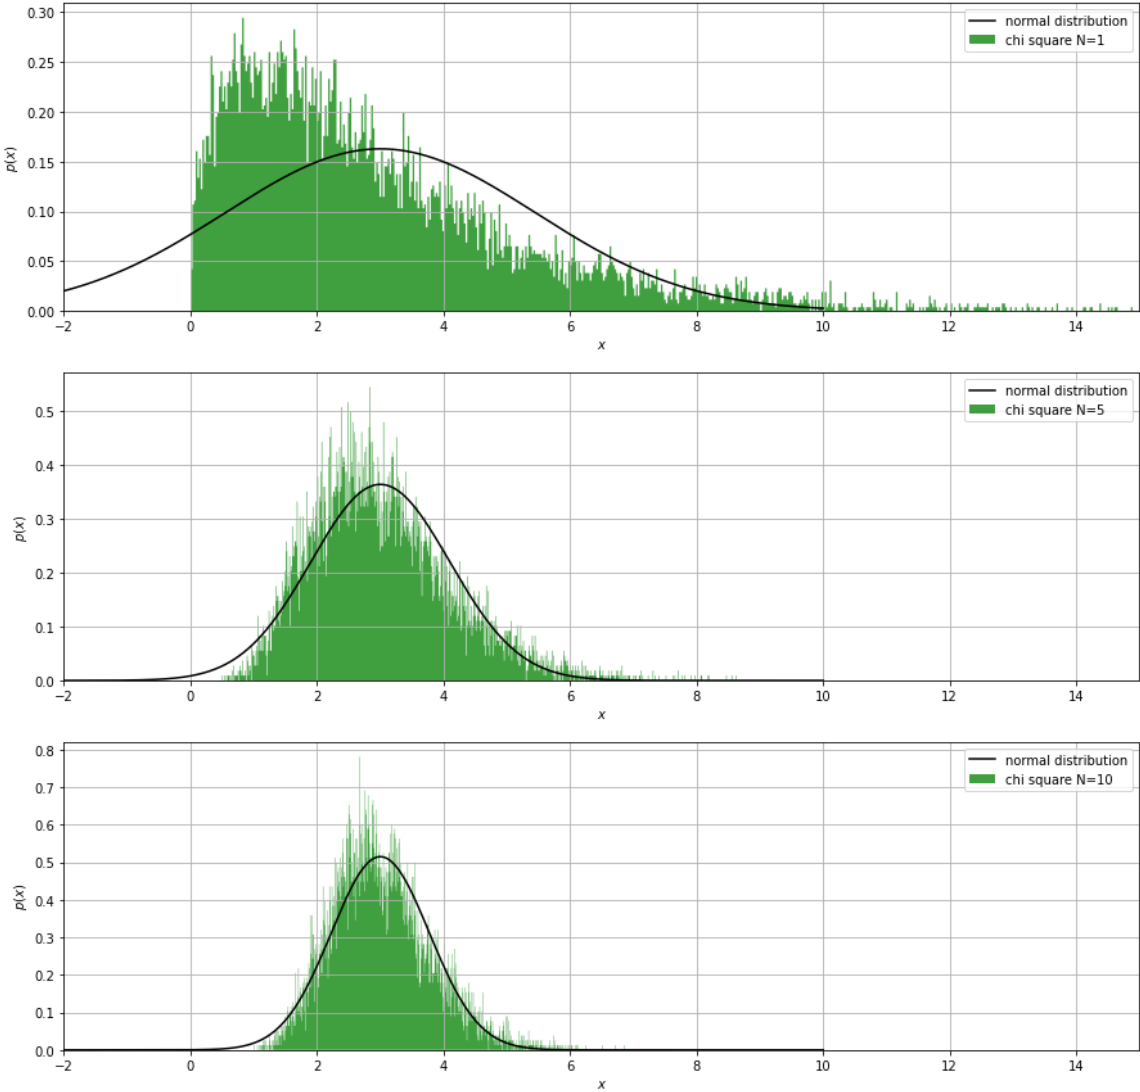 0.30
0.25
0.20
0.15
0.10
0.05
0.00
p(x)
normal distribution
chi square N=1
−2 0 2 4 6 8 10 12 14
x
0.5
0.4
0.3
0.2
0.1
0.0
p(x)
normal distribution
chi square N=5
−2 0 2 4 6 8 10 12 14
x
0.8
0.7
0.6
0.5
0.4
0.3
0.2
0.1
0.0
p(x)
normal distribution
chi square N=10
−2 0 2 4 6 8 10 12 14
x